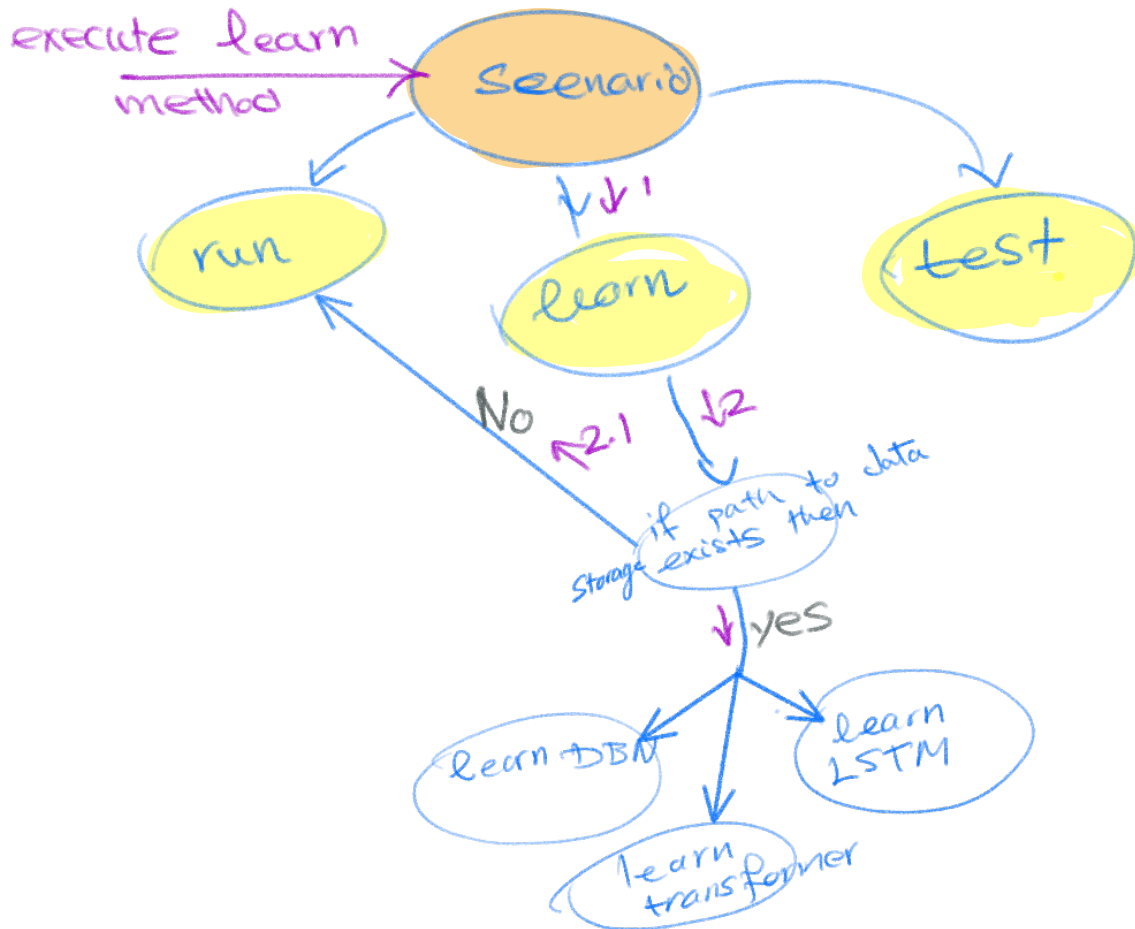 execute learn
method
Seenario
1
run
learn
test
No
2.1
2
if path to data
storage exists then
yes
learn DBN
learn
LSTM
learn
transformer